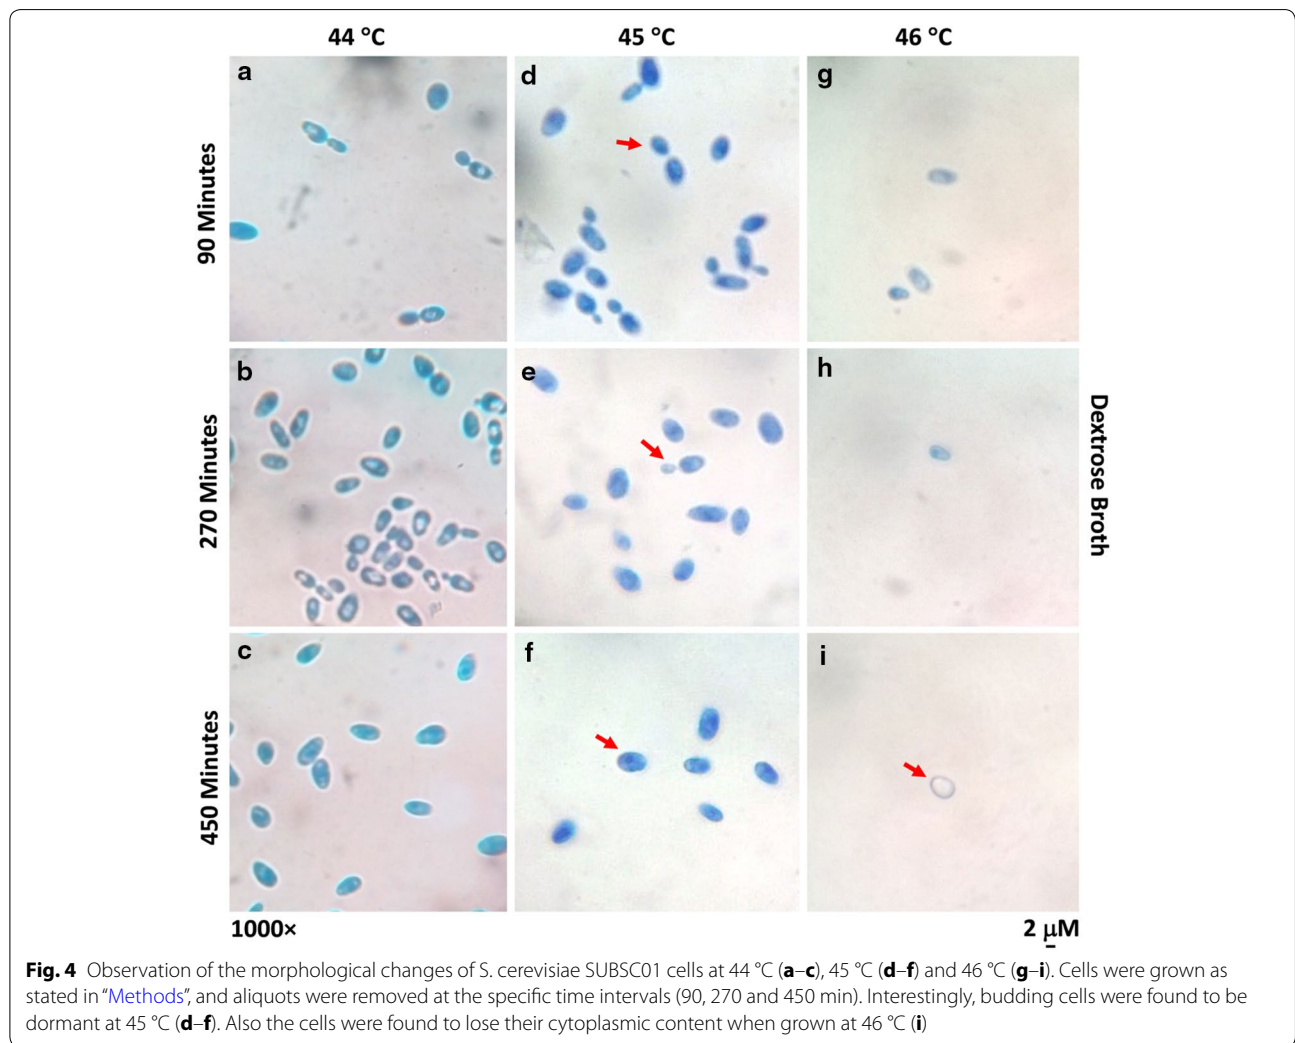 44 °C 45 °C 46 °C
a d g
90 Minutes
b e h
270 Minutes
Dextrose Broth
c f i
450 Minutes
1000× 2 µM
Fig. 4 Observation of the morphological changes of S. cerevisiae SUBSC01 cells at 44 °C (a–c), 45 °C (d–f) and 46 °C (g–i). Cells were grown as
stated in “Methods”, and aliquots were removed at the specific time intervals (90, 270 and 450 min). Interestingly, budding cells were found to be
dormant at 45 °C (d–f). Also the cells were found to lose their cytoplasmic content when grown at 46 °C (i)